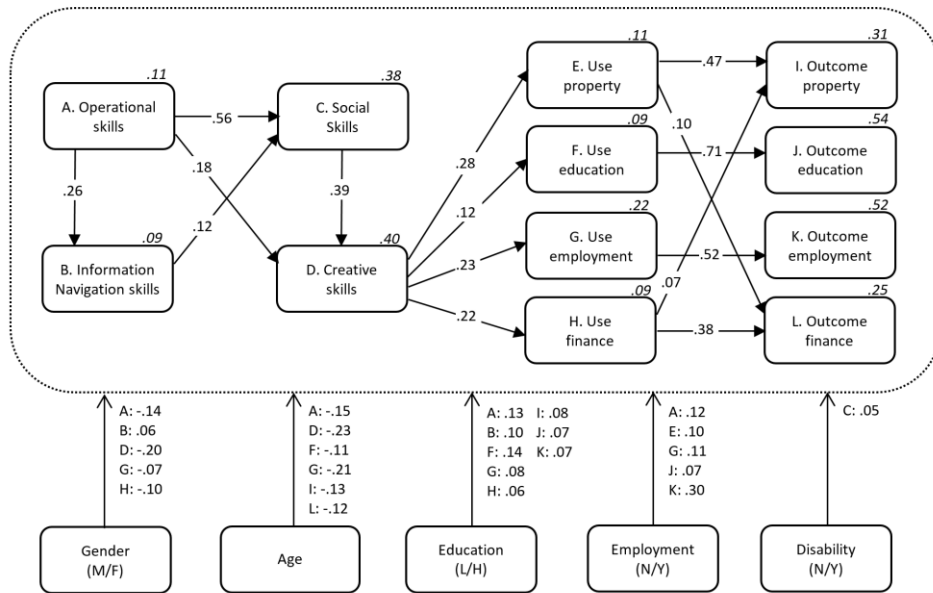 .11
A. Operational
skills
.38
C. Social
Skills
.11
E. Use
property
.31
I. Outcome
property
.56
.47
.10
.18
.28
.09
F. Use
education
.54
J. Outcome
education
.71
.26
.39
.12
.12
.09
B. Information
Navigation skills
.40
D. Creative
skills
.22
G. Use
employment
.52
K. Outcome
employment
.23
.52
.07
.22
.09
H. Use
finance
.25
L. Outcome
finance
.38
A: -.14
B: .06
D: -.20
G: -.07
H: -.10
A: -.15
D: -.23
F: -.11
G: -.21
I: -.13
L: -.12
A: .13 I: .08
B: .10 J: .07
F: .14 K: .07
G: .08
H: .06
A: .12
E: .10
G: .11
J: .07
K: .30
C: .05
Gender
(M/F)
Age
Education
(L/H)
Employment
(N/Y)
Disability
(N/Y)